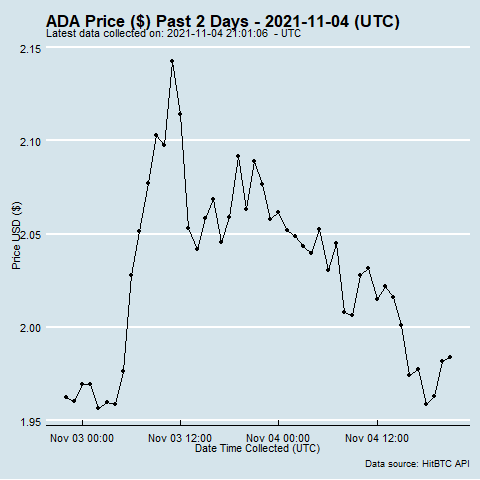 ADA Price ($) Past 2 Days - 2021-11-04 (UTC)
Latest data collected on: 2021-11-04 21:01:06 - UTC
2.15
2.10
2.05
2.00
1.95
Price USD ($)
Nov 03 00:00 Nov 03 12:00 Nov 04 00:00 Nov 04 12:00
Date Time Collected (UTC)
Data source: HitBTC API